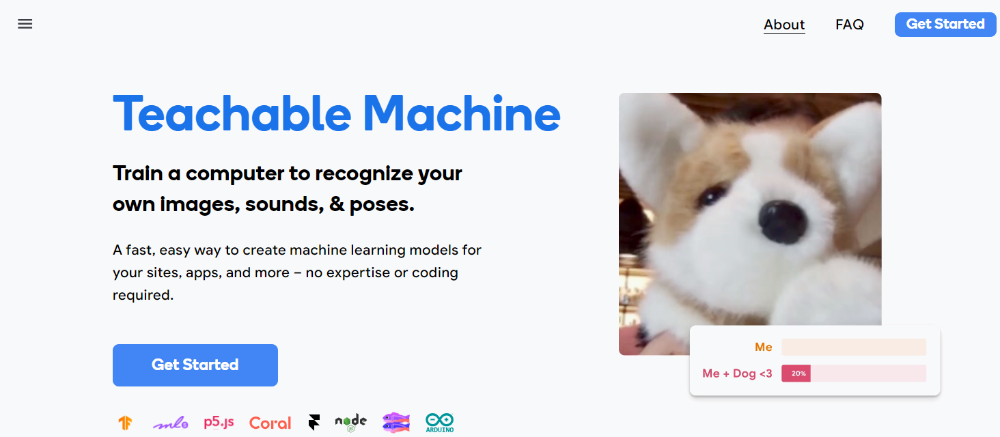 About FAQ Get Started
Teachable Machine
Train a computer to recognize your
own images, sounds, & poses.
A fast, easy way to create machine learning models for
your sites, apps, and more – no expertise or coding
required.
Get Started
Me
Me + Dog <3 20%
ml5 p5.js Coral node JS ARDUINO